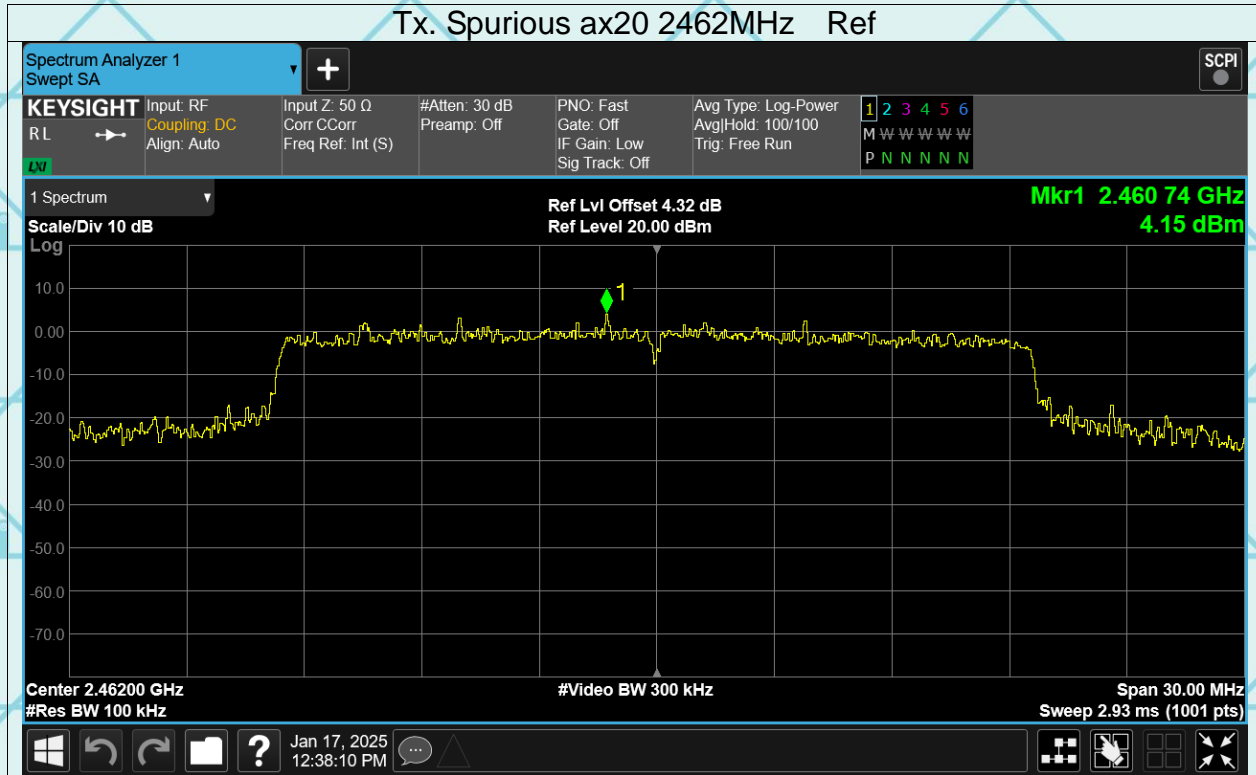 Tx. Spurious ax20 2462MHz Ref
Spectrum Analyzer 1
Swept SA
▼
+
SCPI
KEYSIGHT
RL
LXI
Input: RF
Coupling: DC
Align: Auto
Input Z: 50 Ω
Corr CCorr
Freq Ref: Int (S)
#Atten: 30 dB
Preamp: Off
PNO: Fast
Gate: Off
IF Gain: Low
Sig Track: Off
Avg Type: Log-Power
Avg|Hold: 100/100
Trig: Free Run
1 2 3 4 5 6
M W W W W W
P N N N N N
1 Spectrum ▼
Scale/Div 10 dB
Ref Lvl Offset 4.32 dB
Ref Level 20.00 dBm
Mkr1 2.460 74 GHz
4.15 dBm
Log
10.0
0.00
-10.0
-20.0
-30.0
-40.0
-50.0
-60.0
-70.0
1
Center 2.46200 GHz
#Res BW 100 kHz
#Video BW 300 kHz
Span 30.00 MHz
Sweep 2.93 ms (1001 pts)
?
Jan 17, 2025
12:38:10 PM